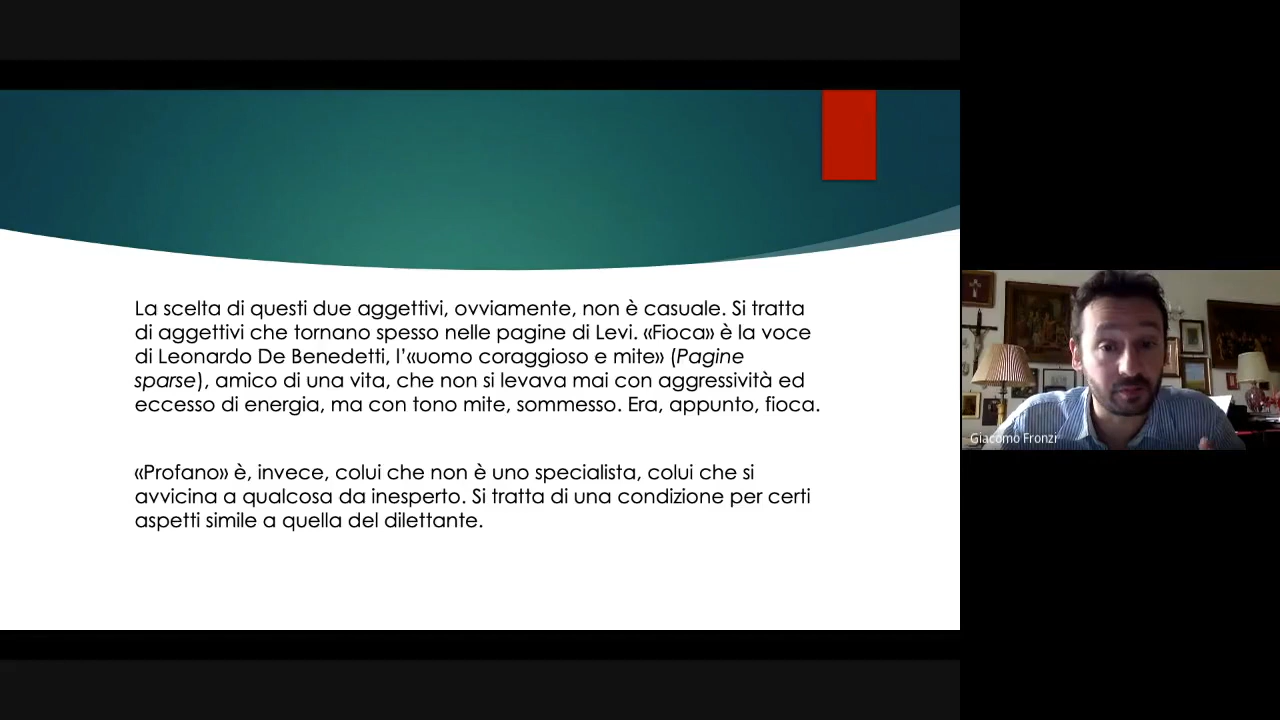 La scelta di questi due aggettivi, ovviamente, non è casuale. Si tratta
di aggettivi che tornano spesso nelle pagine di Levi. «Fioca» è la voce
di Leonardo De Benedetti, l’«uomo coraggioso e mite» (Pagine
sparse), amico di una vita, che non si levava mai con aggressività ed
eccesso di energia, ma con tono mite, sommesso. Era, appunto, fioca.
«Profano» è, invece, colui che non è uno specialista, colui che si
avvicina a qualcosa da inesperto. Si tratta di una condizione per certi
aspetti simile a quella del dilettante.
Giacomo Fronzi